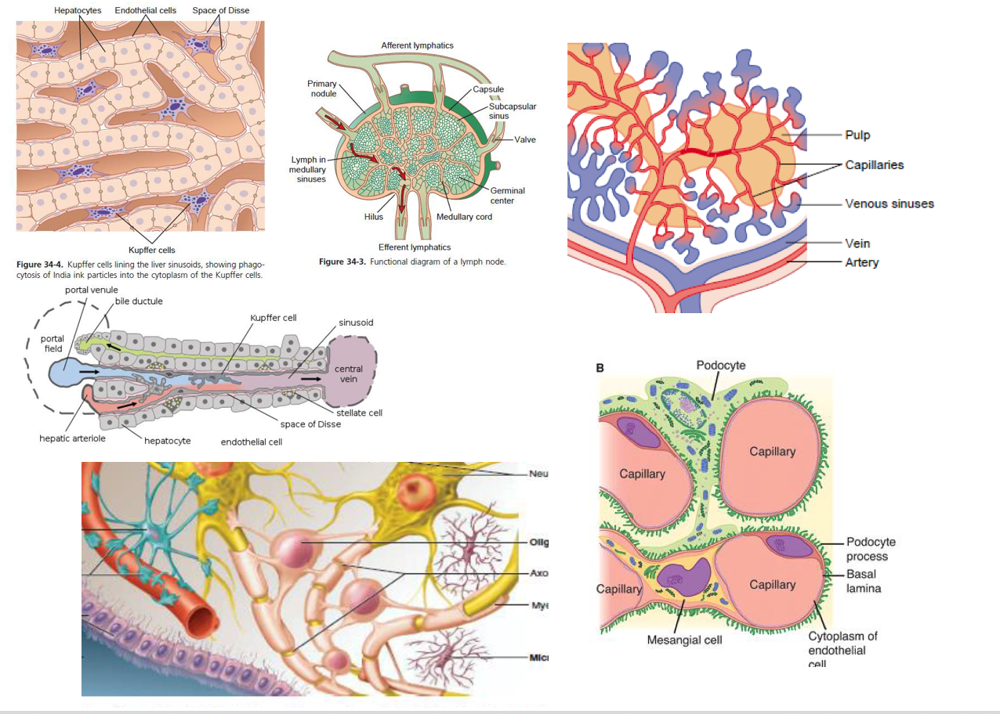 Hepatocytes
Endothelial cells
Space of Disse
Kupffer cells
Figure 34-4. Kupffer cells lining the liver sinusoids, showing phago-
cytosis of India ink particles into the cytoplasm of the Kupffer cells.
Afferent lymphatics
Primary
nodule
Capsule
Subcapsular
sinus
Valve
Lymph in
medullary
sinuses
Germinal
center
Hilus
Medullary cord
Efferent lymphatics
Figure 34-3. Functional diagram of a lymph node.
Pulp
Capillaries
Venous sinuses
Vein
Artery
portal venule
bile ductule
Kupffer cell
sinusoid
portal
field
central
vein
stellate cell
space of Disse
hepatic arteriole
hepatocyte
endothelial cell
Neu
Olig
Axo
Mye
Micr
B
Podocyte
Capillary
Capillary
Podocyte
process
Basal
lamina
Capillary
Capillary
Mesangial cell
Cytoplasm of
endothelial
cell